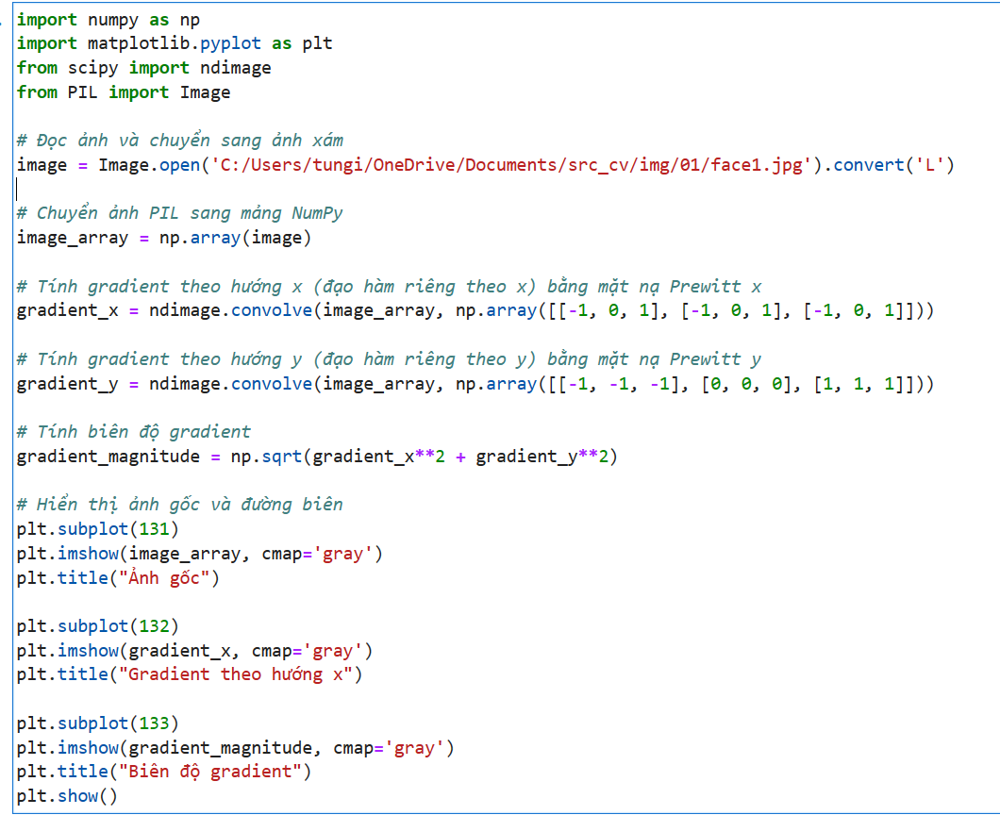 import numpy as np
import matplotlib.pyplot as plt
from scipy import ndimage
from PIL import Image
# Đọc ảnh và chuyển sang ảnh xám
image = Image.open('C:/Users/tungi/OneDrive/Documents/src_cv/img/01/face1.jpg').convert('L')
# Chuyển ảnh PIL sang mảng NumPy
image_array = np.array(image)
# Tính gradient theo hướng x (đạo hàm riêng theo x) bằng mặt nạ Prewitt x
gradient_x = ndimage.convolve(image_array, np.array([[-1, 0, 1], [-1, 0, 1], [-1, 0, 1]]))
# Tính gradient theo hướng y (đạo hàm riêng theo y) bằng mặt nạ Prewitt y
gradient_y = ndimage.convolve(image_array, np.array([[-1, -1, -1], [0, 0, 0], [1, 1, 1]]))
# Tính biên độ gradient
gradient_magnitude = np.sqrt(gradient_x**2 + gradient_y**2)
# Hiển thị ảnh gốc và đường biên
plt.subplot(131)
plt.imshow(image_array, cmap='gray')
plt.title("Ảnh gốc")
plt.subplot(132)
plt.imshow(gradient_x, cmap='gray')
plt.title("Gradient theo hướng x")
plt.subplot(133)
plt.imshow(gradient_magnitude, cmap='gray')
plt.title("Biên độ gradient")
plt.show()